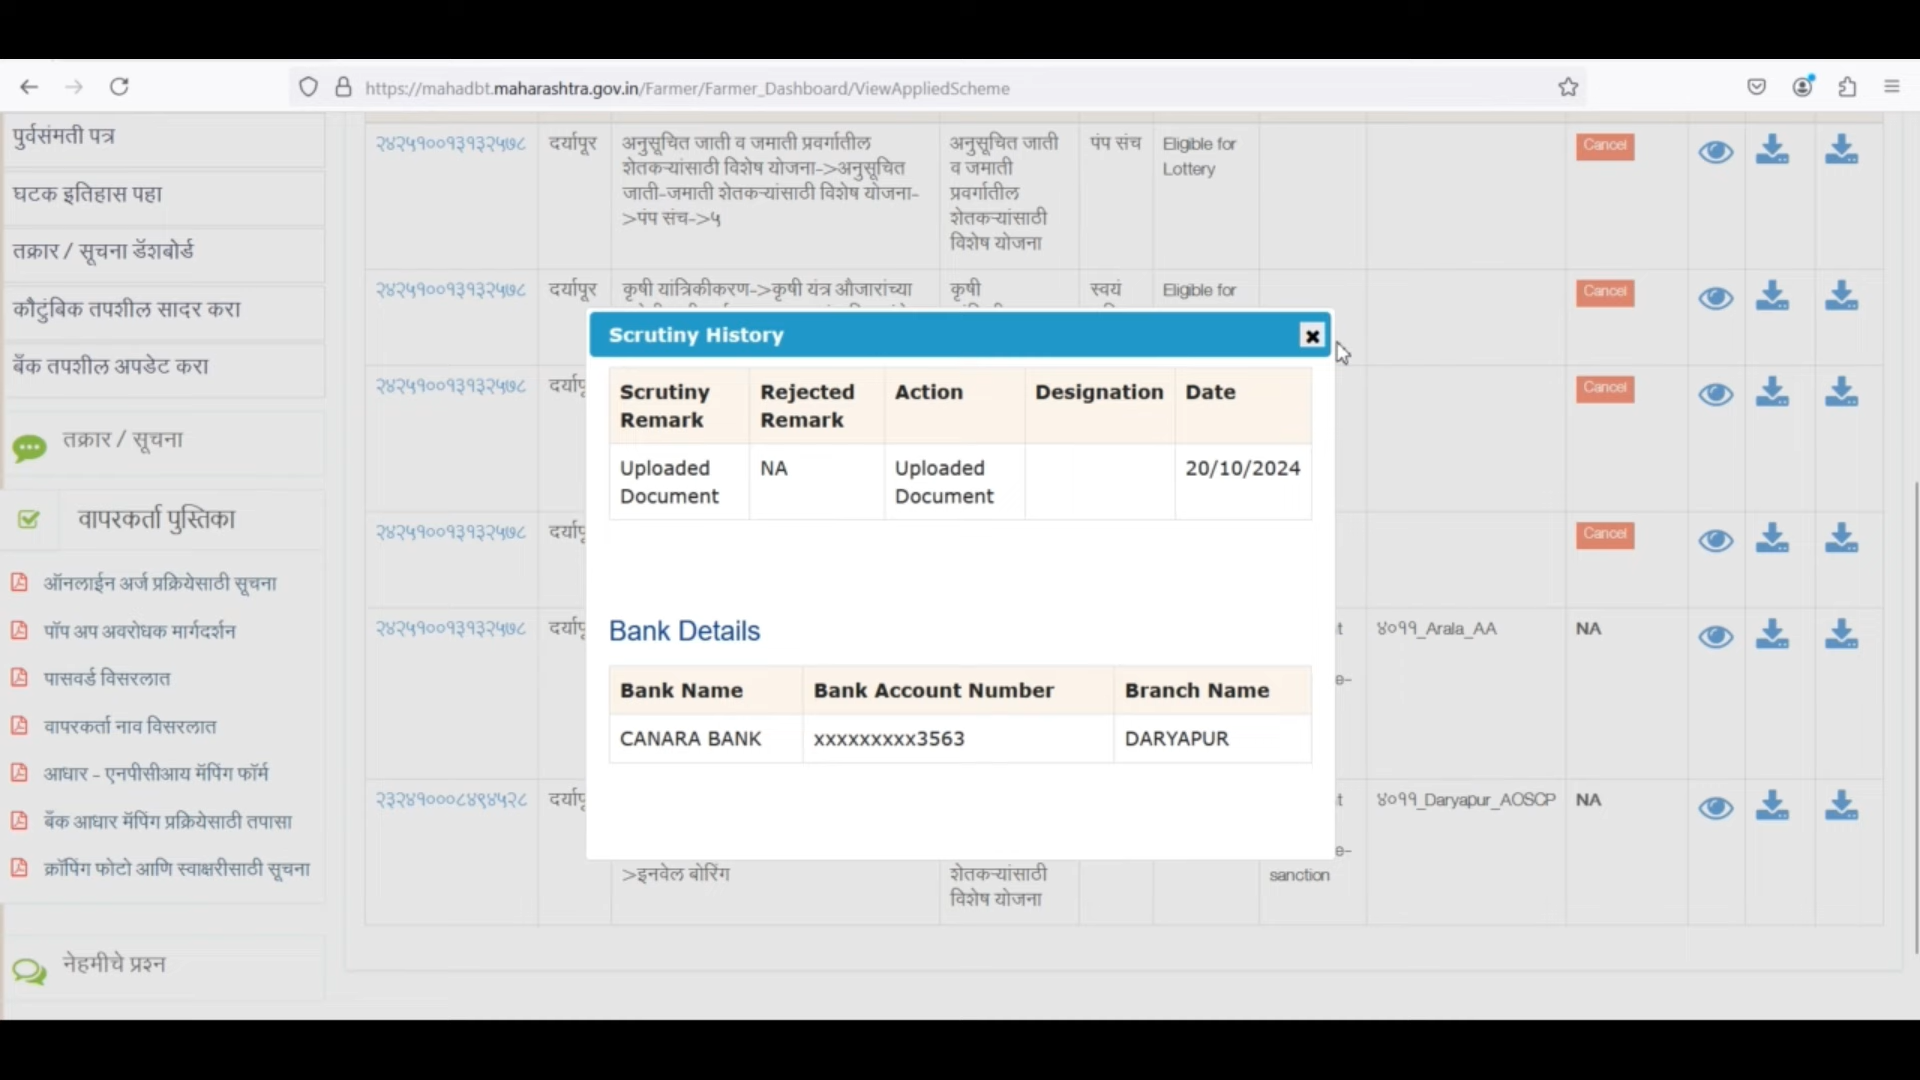 https://mahadbt.maharashtra.gov.in/Farmer/Farmer_Dashboard/ViewAppliedScheme
पुर्वसंमती पत्र
घटक इतिहास पहा
तक्रार / सूचना डॅशबोर्ड
कौटुंबिक तपशील सादर करा
बँक तपशील अपडेट करा
तक्रार / सूचना
वापरकर्ता पुस्तिका
ऑनलाईन अर्ज प्रक्रियेसाठी सूचना
पॉप अप अवरोधक मार्गदर्शन
पासवर्ड विसरलात
वापरकर्ता नाव विसरलात
आधार – एनपीसीआय मॅपिंग फॉर्म
बँक आधार मॅपिंग प्रक्रियेसाठी तपासा
क्रॉपिंग फोटो आणि स्वाक्षरीसाठी सूचना
नेहमीचे प्रश्न
२४२५१००१३१३२५७८
दर्यापूर
अनुसूचित जाती व जमाती प्रवर्गातील
शेतकऱ्यांसाठी विशेष योजना->अनुसूचित
जाती-जमाती शेतकऱ्यांसाठी विशेष योजना-
>पंप संच->५
अनुसूचित जाती
व जमाती
प्रवर्गातील
शेतकऱ्यांसाठी
विशेष योजना
पंप संच
Eligible for
Lottery
Cancel
२४२५१००१३१३२५७८
दर्यापूर
कृषी यांत्रिकीकरण->कृषी यंत्र औजारांच्या
कृषी
स्वयं
Eligible for
Cancel
२४२५१००१३१३२५७८
Cancel
२४२५१००१३१३२५७८
Cancel
२४२५१००१३१३२५७८
४०११_Arala_AA
NA
२३२४१०००८४९४५२८
४०११_Daryapur_AOSCP
NA
>इनवेल बोरिंग
शेतकऱ्यांसाठी
विशेष योजना
sanction
Scrutiny History
Scrutiny
Remark
Rejected
Remark
Action
Designation
Date
Uploaded
Document
NA
Uploaded
Document
20/10/2024
Bank Details
Bank Name
Bank Account Number
Branch Name
CANARA BANK
xxxxxxxxx3563
DARYAPUR